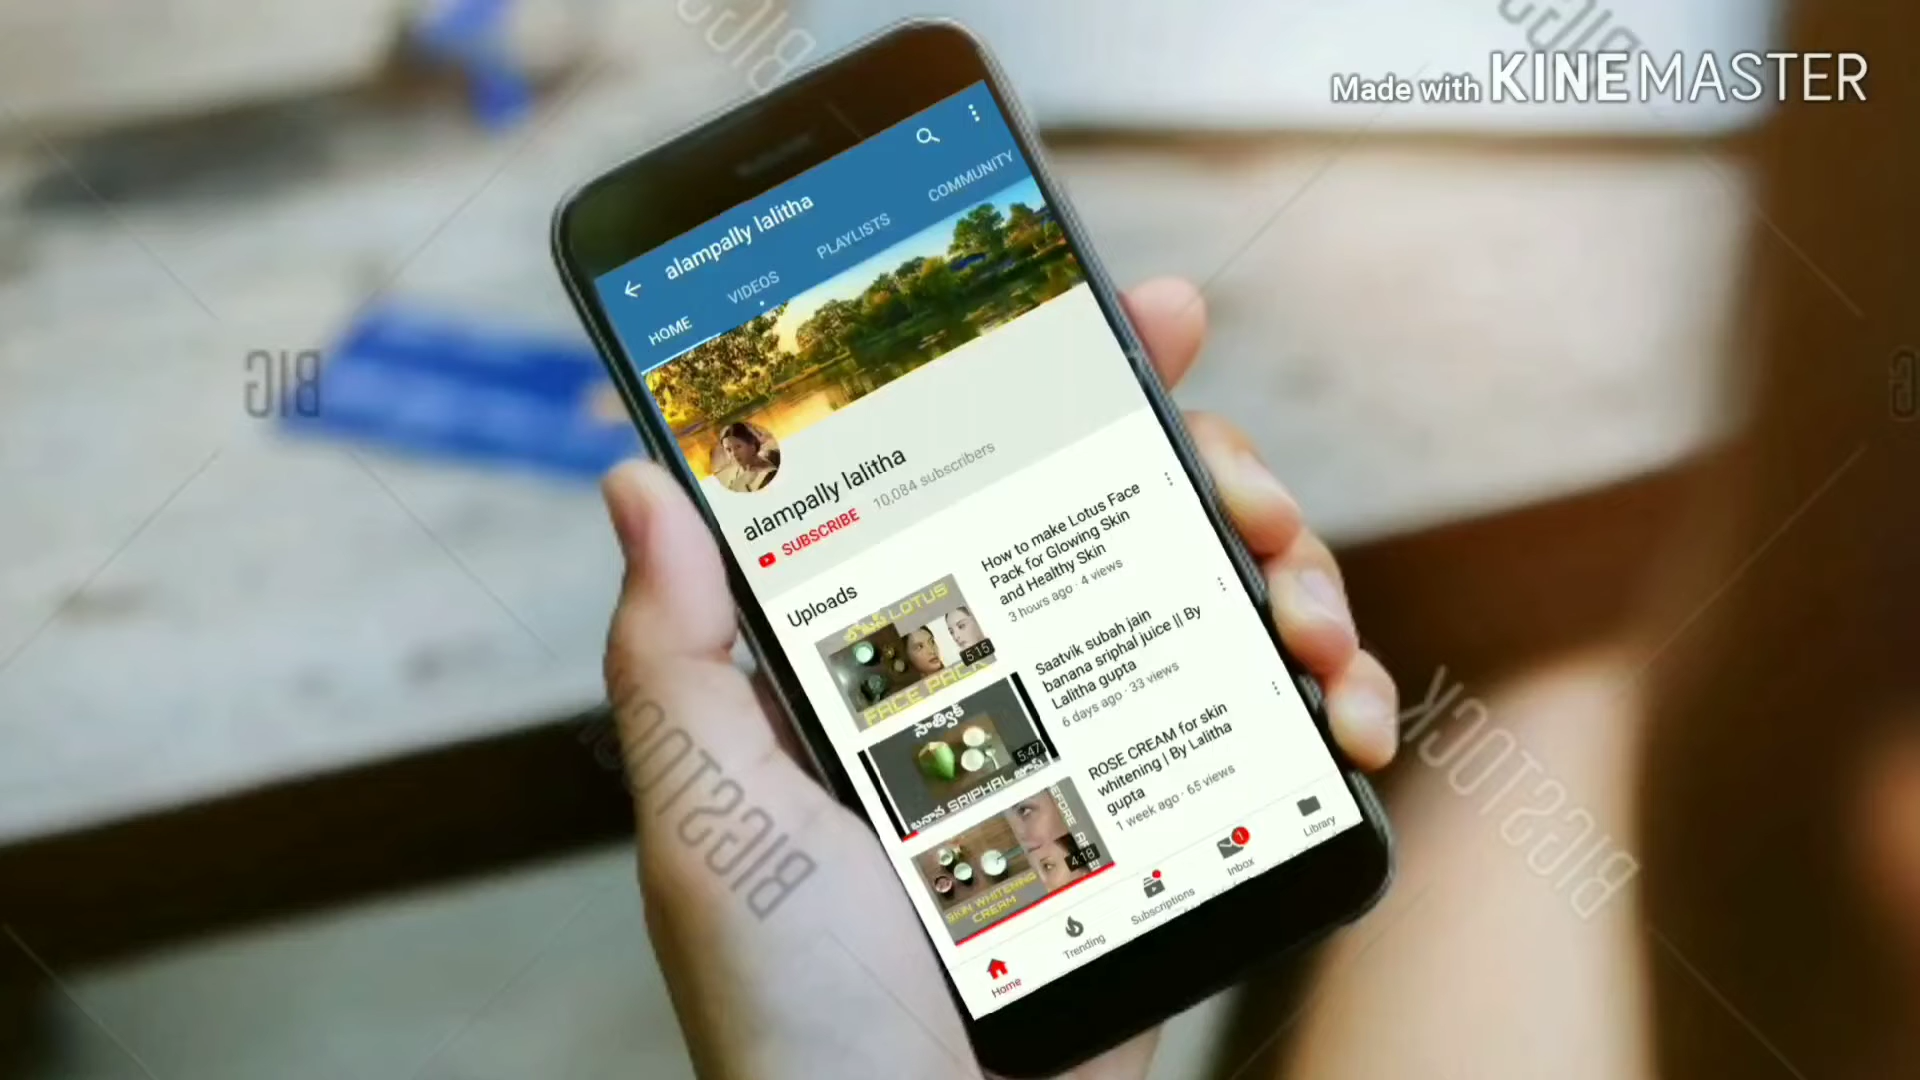 Made with KINEMASTER
BIGSTOCK
alampally lalitha
HOME
VIDEOS
PLAYLISTS
COMMUNITY
BIG
alampally lalitha
SUBSCRIBE 10,084 subscribers
Uploads
LOTUS
5:15
FACE PACK
How to make Lotus Face
Pack for Glowing Skin
and Healthy Skin
3 hours ago · 4 views
5:47
SRIPHAL
Saatvik subah jain
banana sriphal juice || By
Lalitha gupta
6 days ago · 33 views
4:18
SKIN WHITENING
CREAM
ROSE CREAM for skin
whitening | By Lalitha
gupta
1 week ago · 65 views
Home
Trending
Subscriptions
1
Inbox
Library
BIGSTOCK
BIGSTOCK